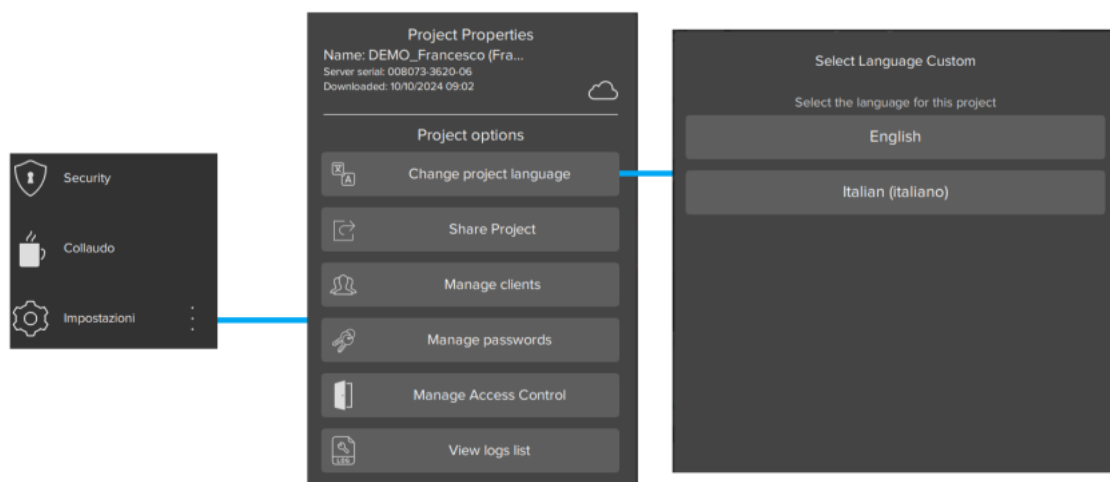 Security
Collaudo
Impostazioni
Project Properties
Name: DEMO_Francesco (Fra...
Server serial: 008073-3620-06
Downloaded: 10/10/2024 09:02
Project options
Change project language
Share Project
Manage clients
Manage passwords
Manage Access Control
LOG
View logs list
Select Language Custom
Select the language for this project
English
Italian (italiano)